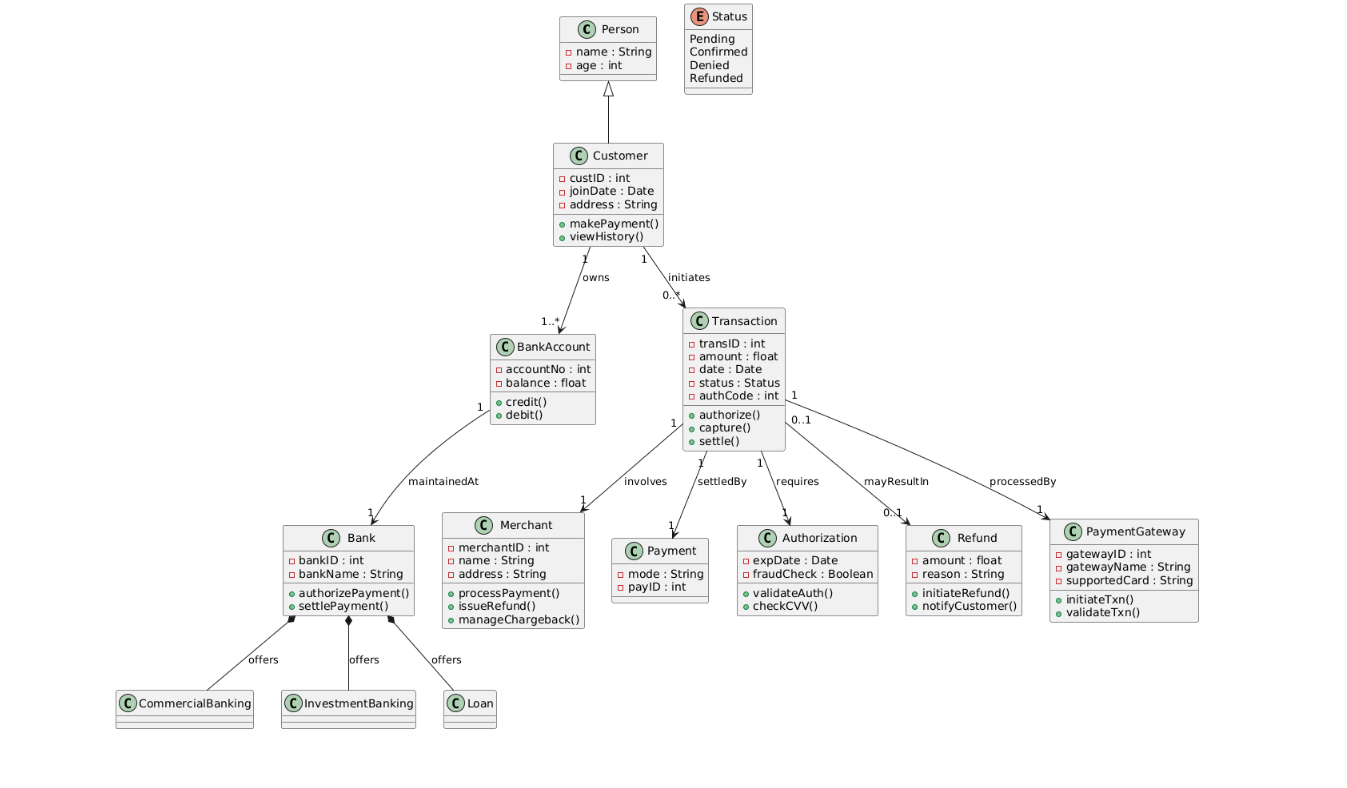 C Person
name : String
age : int
E Status
Pending
Confirmed
Denied
Refunded
C Customer
custID : int
joinDate : Date
address : String
makePayment()
viewHistory()
1
owns
1..*
1
initiates
0..*
C BankAccount
accountNo : int
balance : float
credit()
debit()
C Transaction
transID : int
amount : float
date : Date
status : Status
authCode : int
authorize()
capture()
settle()
1
maintainedAt
1
1
involves
1
1
settledBy
1
1
requires
1
0..1
mayResultIn
0..1
1
processedBy
1
C Bank
bankID : int
bankName : String
authorizePayment()
settlePayment()
C Merchant
merchantID : int
name : String
address : String
processPayment()
issueRefund()
manageChargeback()
C Payment
mode : String
payID : int
C Authorization
expDate : Date
fraudCheck : Boolean
validateAuth()
checkCVV()
C Refund
amount : float
reason : String
initiateRefund()
notifyCustomer()
C PaymentGateway
gatewayID : int
gatewayName : String
supportedCard : String
initiateTxn()
validateTxn()
offers
offers
offers
C CommercialBanking
C InvestmentBanking
C Loan